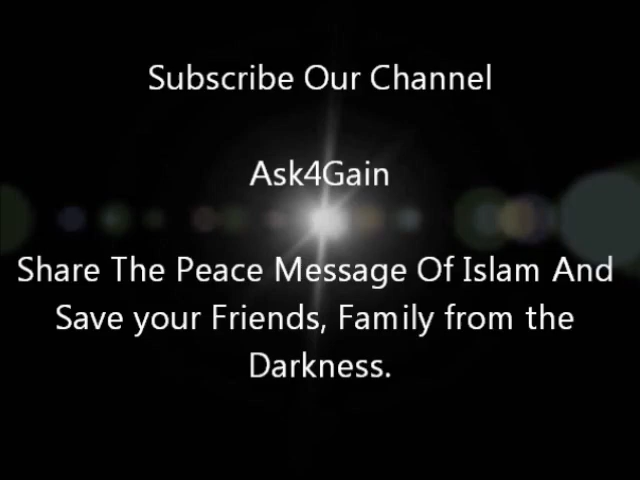 Subscribe Our Channel
Ask4Gain
Share The Peace Message Of Islam And
Save your Friends, Family from the
Darkness.